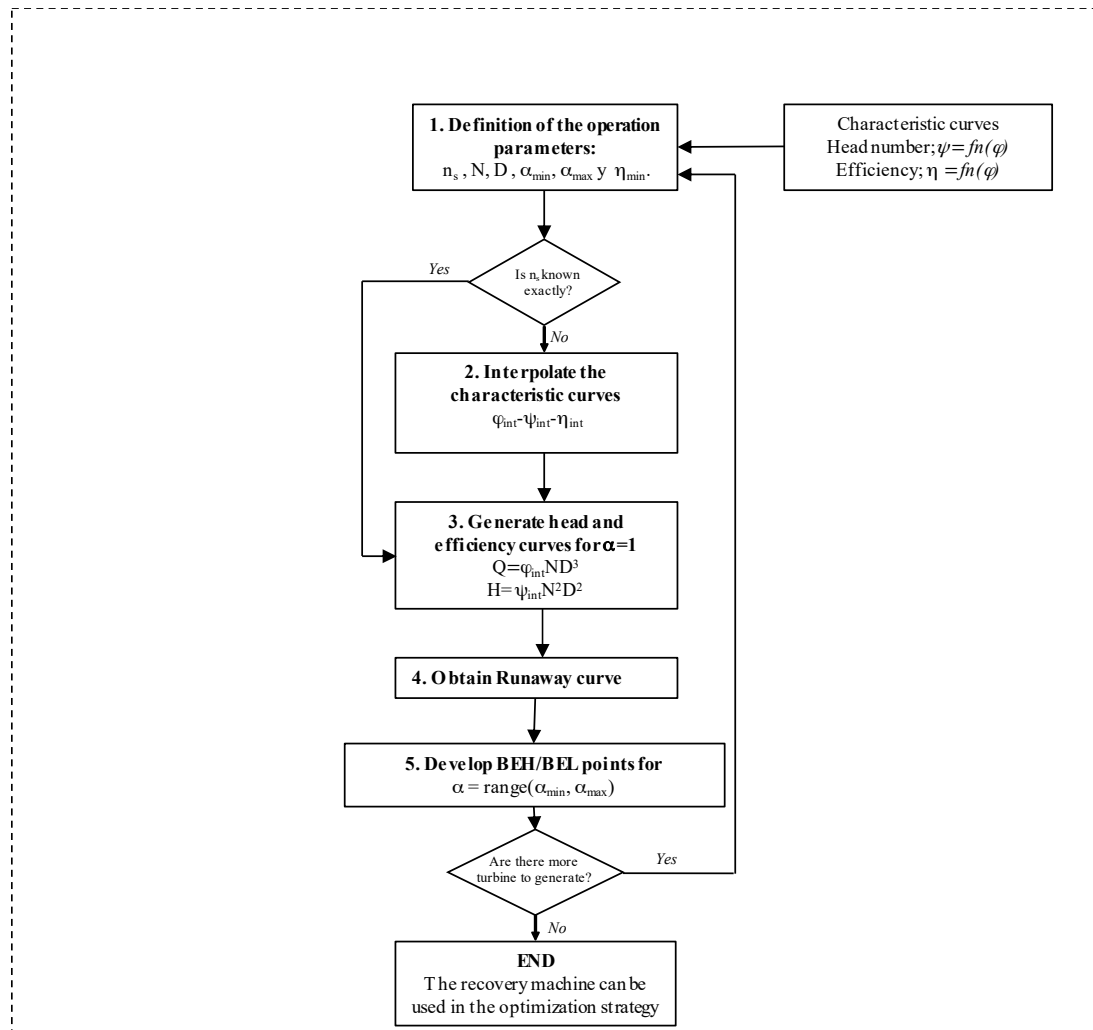 1. Definition of the operation
parameters:
nₛ , N, D , αₘᵢₙ, αₘₐₓ y ηₘᵢₙ.
Characteristic curves
Head number; ψ= fn(φ)
Efficiency; η =fn(φ)
Yes
Is nₛ known
exactly?
No
2. Interpolate the
characteristic curves
φᵢₙₜ-ψᵢₙₜ-ηᵢₙₜ
3. Generate head and
efficiency curves for α=1
Q=φᵢₙₜND³
H=ψᵢₙₜN²D²
4. Obtain Runaway curve
5. Develop BEH/BEL points for
α = range(αₘᵢₙ, αₘₐₓ)
Are there more
turbine to generate?
Yes
No
END
The recovery machine can be
used in the optimization strategy